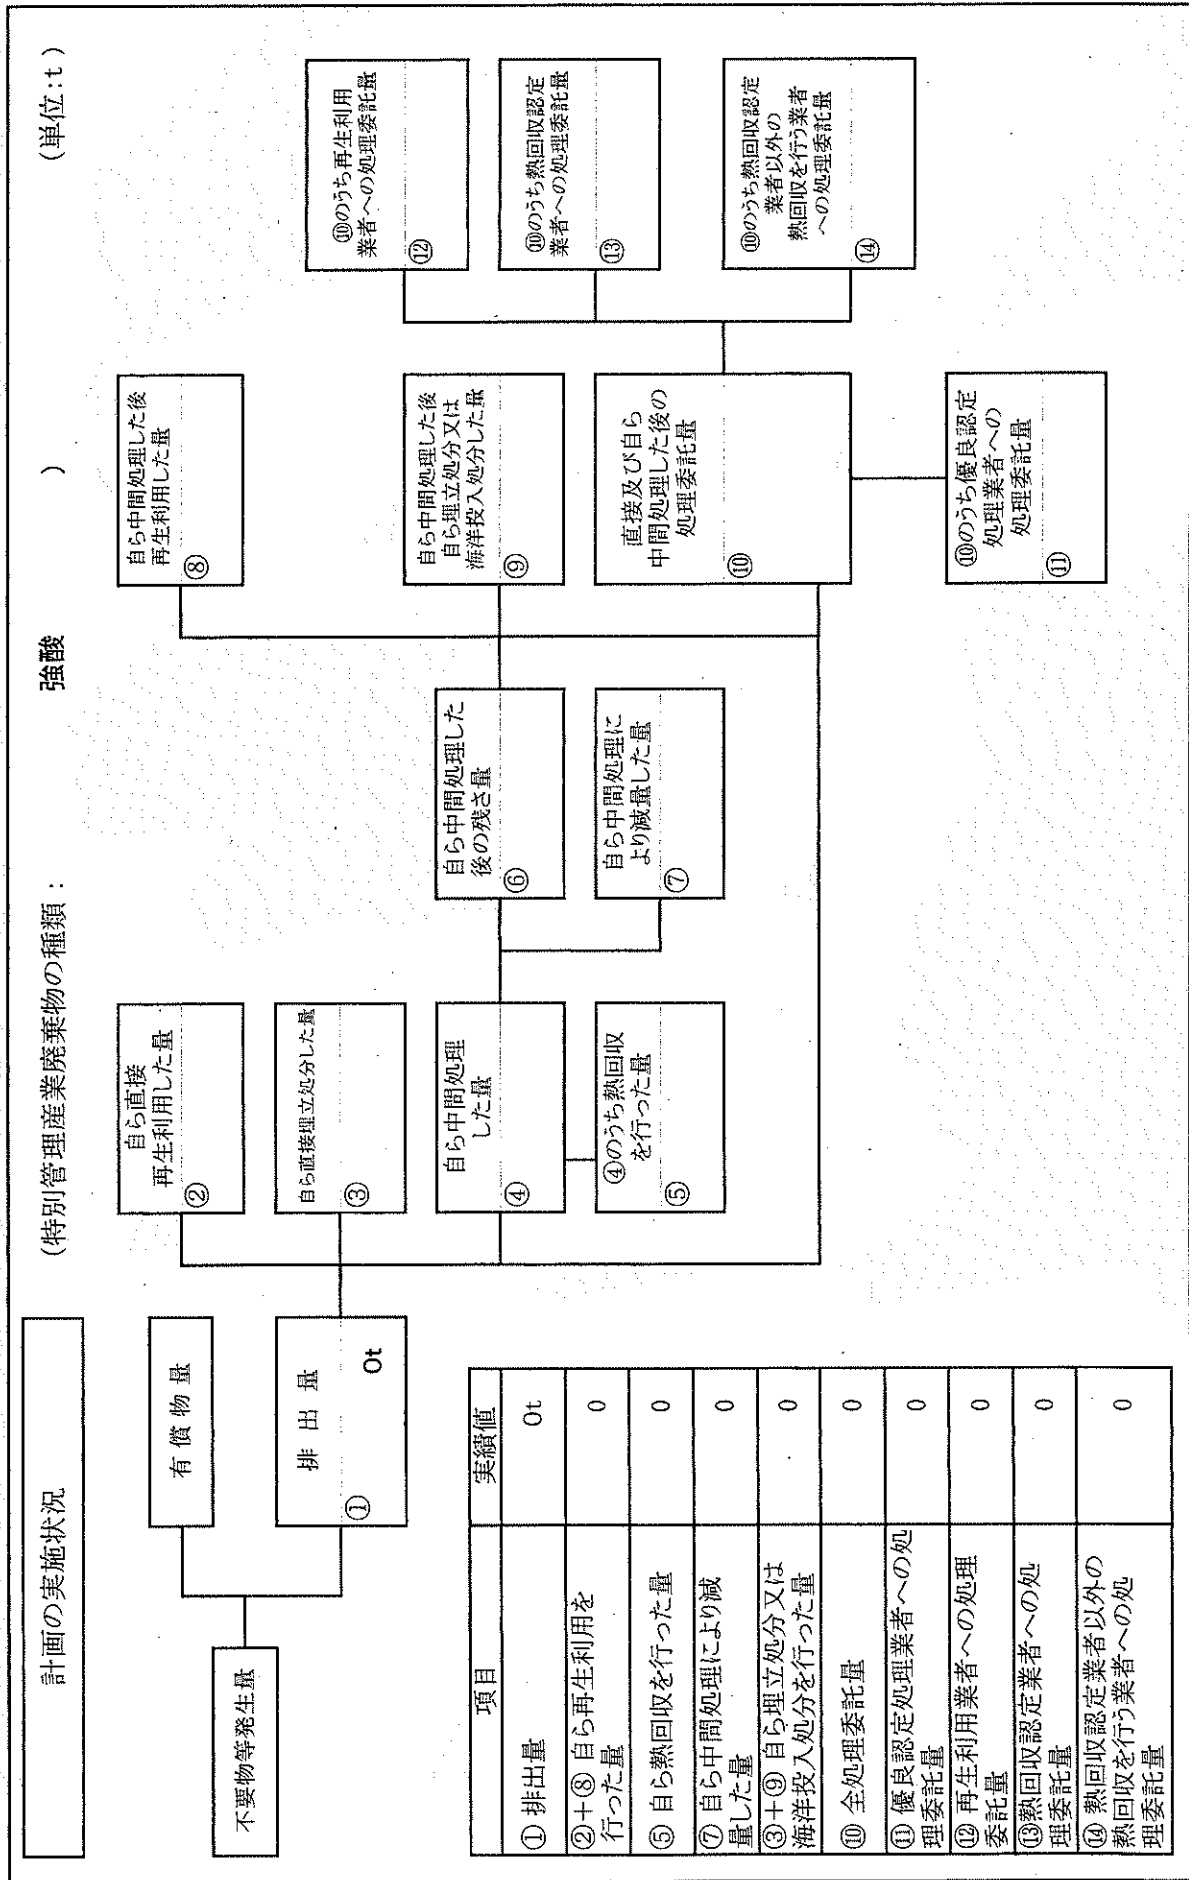 計画の実施状況
(特別管理産業廃棄物の種類： 強酸 )
(単位:t)
不要物等発生量
有償物量
排出量
①
0t
自ら直接
再生利用した量
②
自ら直接埋立処分した量
③
自ら中間処理
した量
④
④のうち熱回収
を行った量
⑤
自ら中間処理した
後の残さ量
⑥
自ら中間処理に
より減量した量
⑦
自ら中間処理した後
再生利用した量
⑧
自ら中間処理した後
自ら埋立処分又は
海洋投入処分した量
⑨
直接及び自ら
中間処理した後の
処理委託量
⑩
⑩のうち優良認定
処理業者への
処理委託量
⑪
⑩のうち再生利用
業者への処理委託量
⑫
⑩のうち熱回収認定
業者への処理委託量
⑬
⑩のうち熱回収認定
業者以外の
熱回収を行う業者
への処理委託量
⑭
項目 実績値
① 排出量 0t
②＋⑧ 自ら再生利用を
行った量 0
⑤ 自ら熱回収を行った量 0
⑦ 自ら中間処理により減
量した量 0
③＋⑨ 自ら埋立処分又は
海洋投入処分を行った量 0
⑩ 全処理委託量 0
⑪ 優良認定処理業者への処
理委託量 0
⑫ 再生利用業者への処理
委託量 0
⑬熱回収認定業者への処
理委託量 0
⑭ 熱回収認定業者以外の
熱回収を行う業者への処
理委託量 0